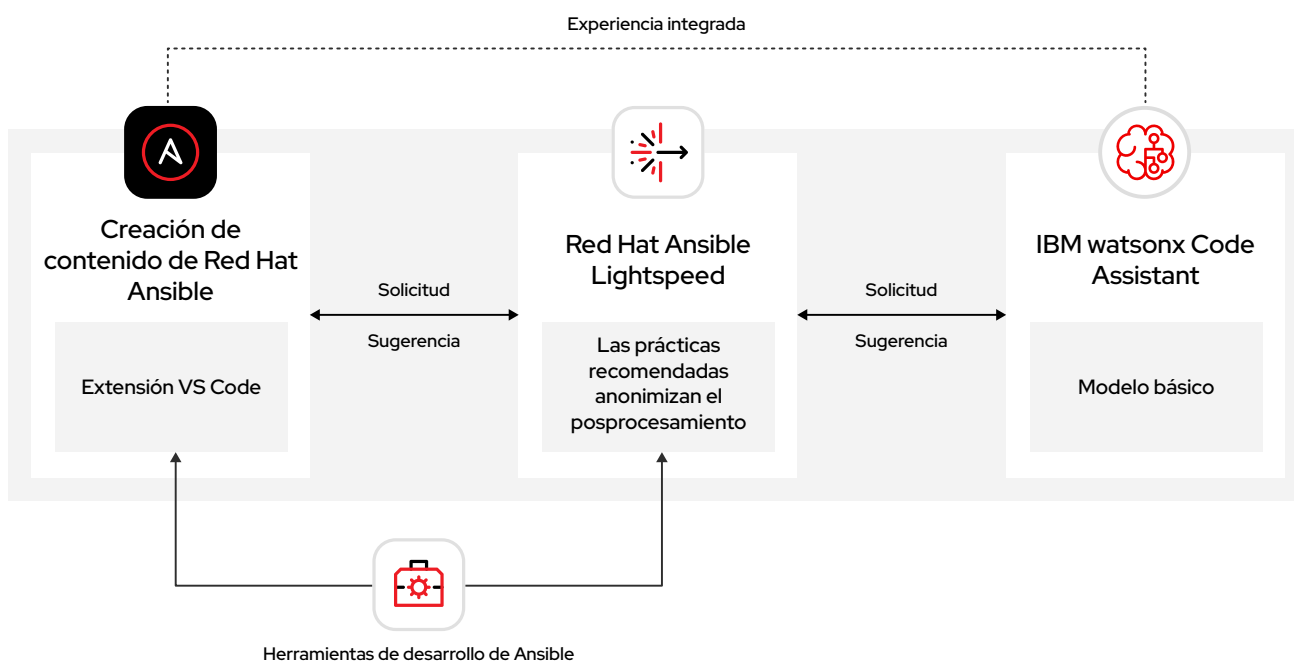 Experiencia integrada
Creación de
contenido de Red Hat
Ansible
Extensión VS Code
Solicitud
Sugerencia
Red Hat Ansible
Lightspeed
Las prácticas
recomendadas
anonimizan el
posprocesamiento
Solicitud
Sugerencia
IBM watsonx Code
Assistant
Modelo básico
Herramientas de desarrollo de Ansible